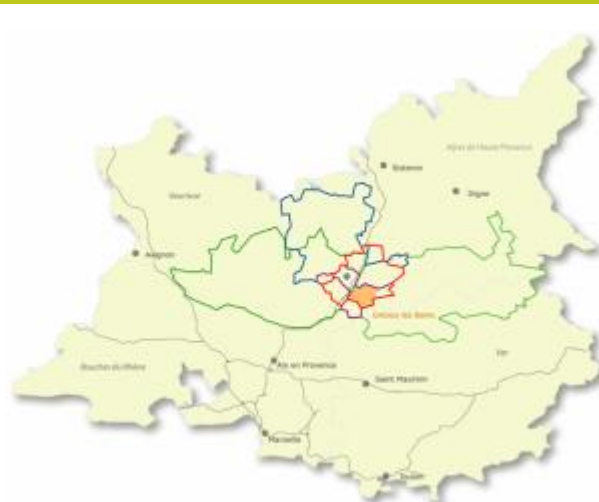 Alpes de Haute Provence
Sisteron
Digne
Vaucluse
Avignon
Gréoux les Bains
Var
Bouches du Rhône
Aix en Provence
Saint Maximin
Marseille
Toulon